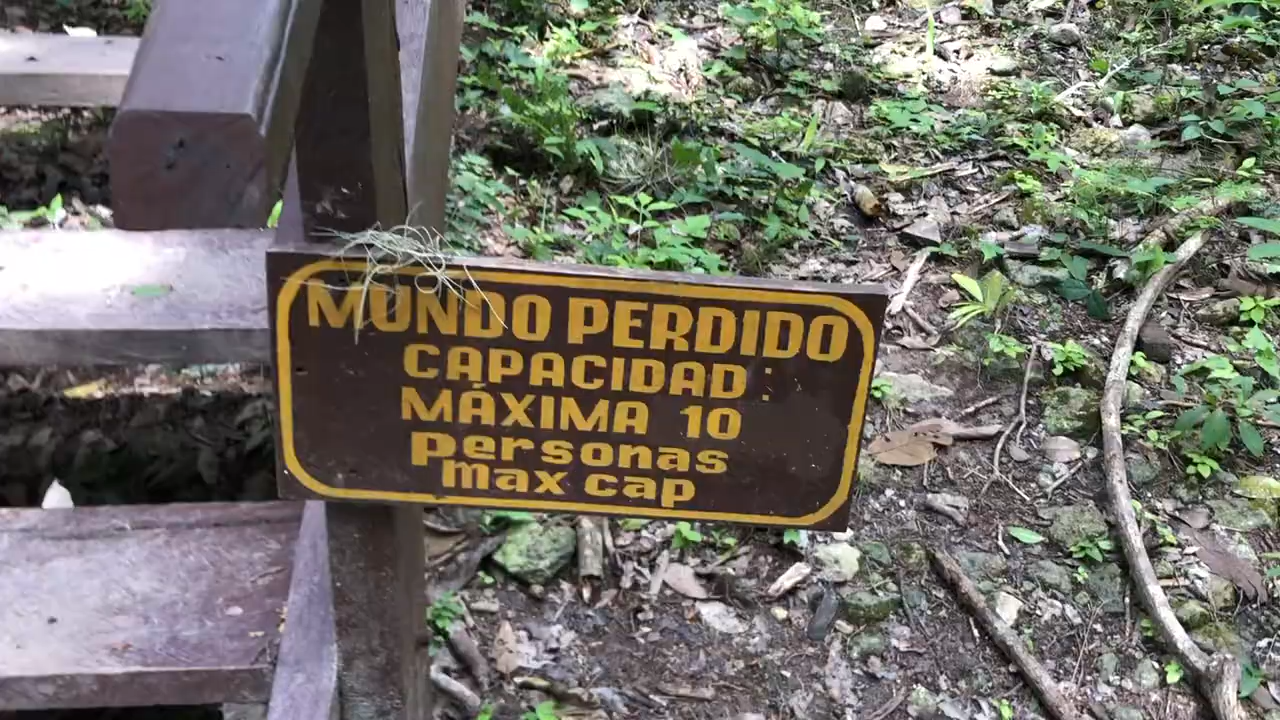 MUNDO PERDIDO
CAPACIDAD:
MÁXIMA 10
personas
Max cap